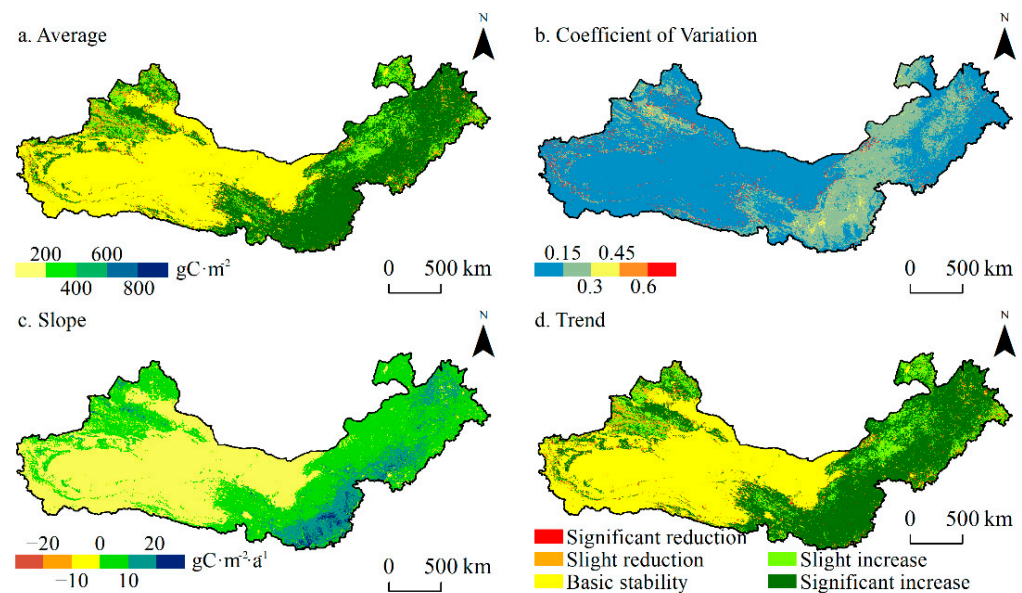 a. Average
N
200 600
400 800
gC·m⁻²
0 500 km
b. Coefficient of Variation
N
0.15 0.45
0.3 0.6
0 500 km
c. Slope
N
−20 0 20
−10 10
gC·m⁻²·a¹
0 500 km
d. Trend
N
0 500 km
Significant reduction
Slight reduction
Slight increase
Basic stability
Significant increase